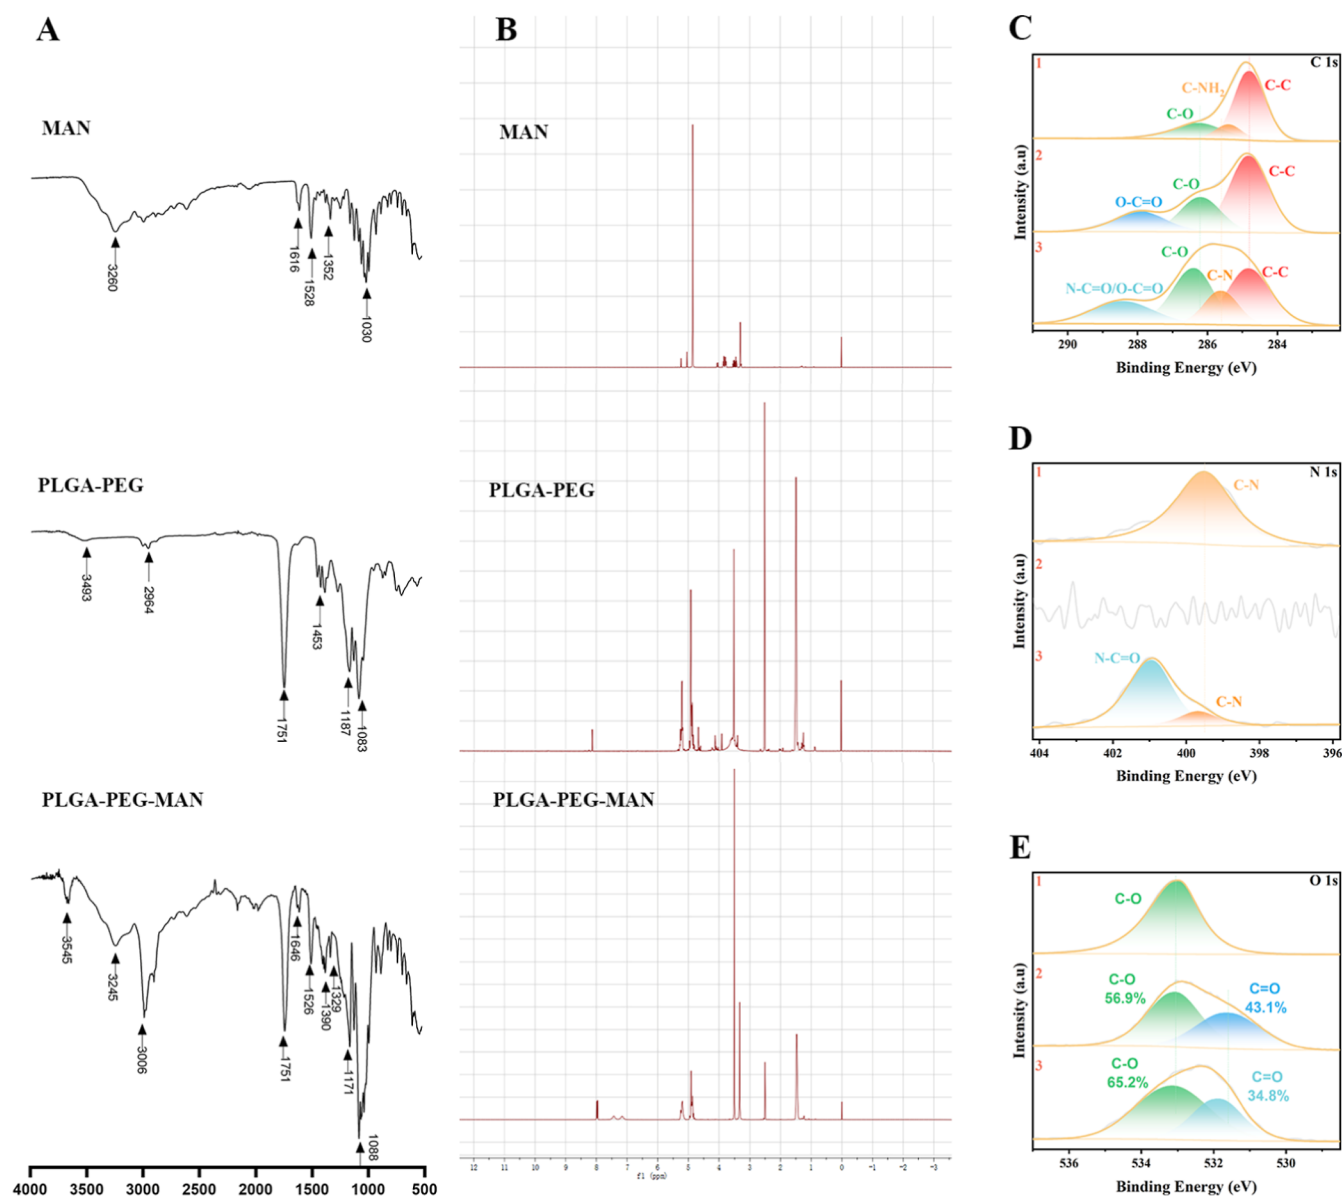 A
MAN
3260
1616
1528
1352
1030
PLGA-PEG
3493
2964
1751
1453
1187
1083
PLGA-PEG-MAN
3545
3245
3006
1751
1646
1526
1390
1329
1171
1088
4000 3500 3000 2500 2000 1500 1000 500
B
MAN
PLGA-PEG
PLGA-PEG-MAN
12 11 10 9 8 7 6 5 4 3 2 1 0 -1 -2 -3
f1 (ppm)
C
C 1s
1
C-NH2
C-C
C-O
2
C-C
C-O
O-C=O
3
C-O
C-N
C-C
N-C=O/O-C=O
Intensity (a.u)
290 288 286 284
Binding Energy (eV)
D
N 1s
1
C-N
2
3
N-C=O
C-N
Intensity (a.u)
404 402 400 398 396
Binding Energy (eV)
E
O 1s
1
C-O
2
C-O
56.9%
C=O
43.1%
3
C-O
65.2%
C=O
34.8%
Intensity (a.u)
536 534 532 530
Binding Energy (eV)